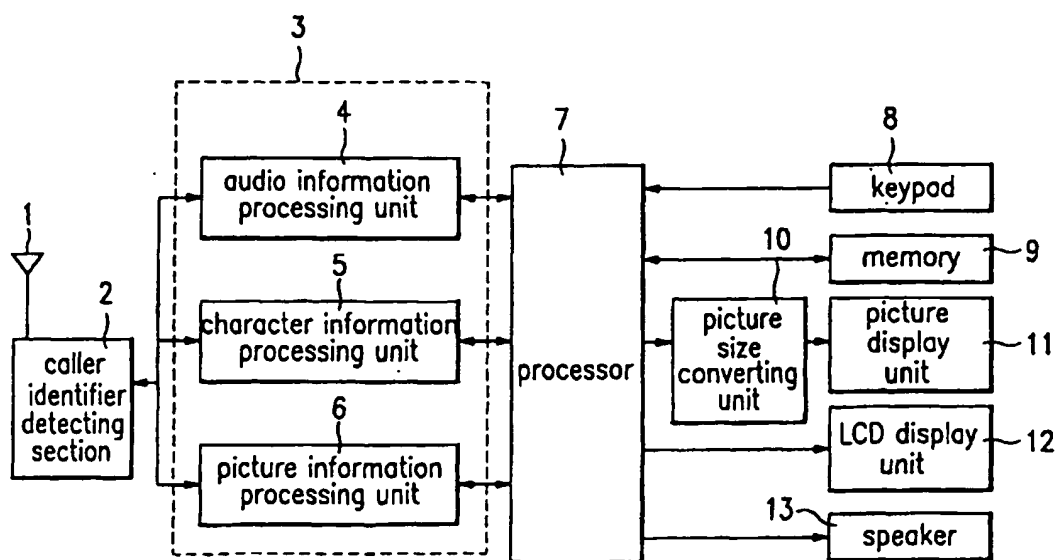 3
4
audio information
processing unit
7
8
keypad
1
2
caller
identifier
detecting
section
5
character information
processing unit
processor
10
picture
size
converting
unit
memory
9
picture
display
unit
11
6
picture information
processing unit
LCD display
unit
12
13
speaker